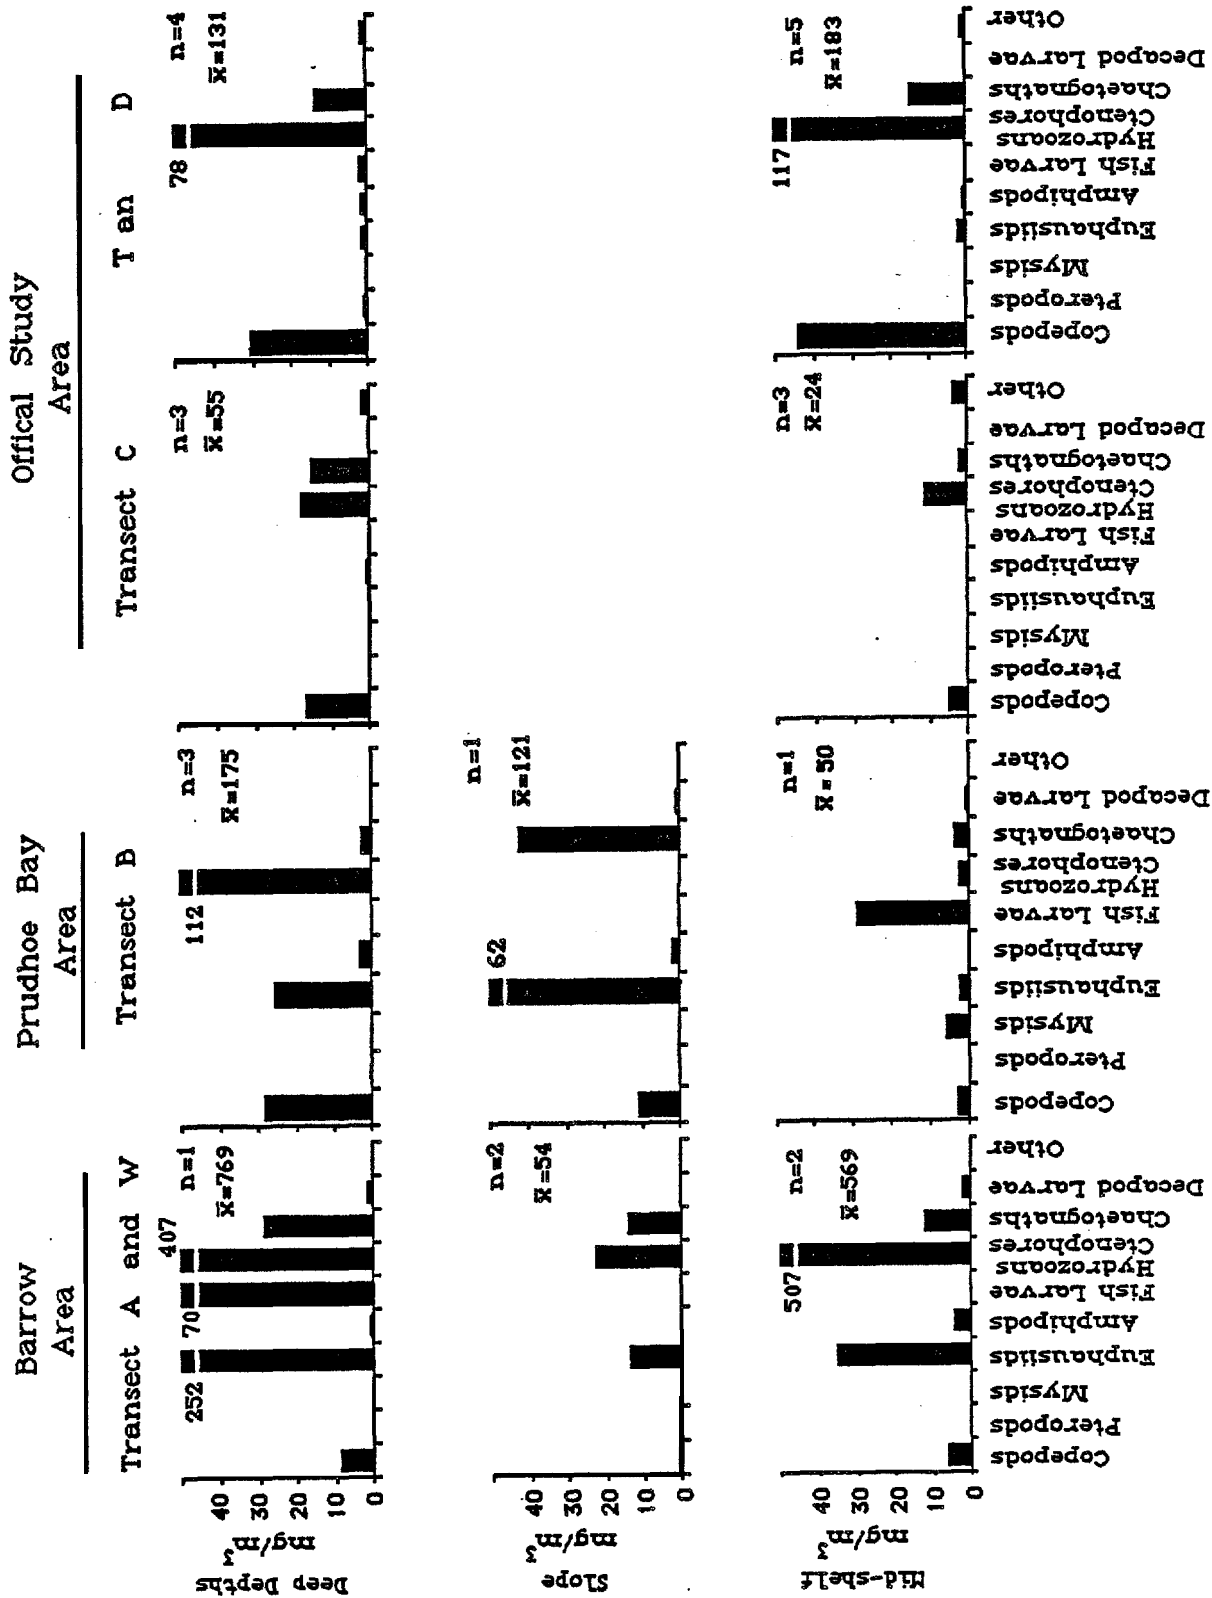 Barrow
Area
Prudhoe Bay
Area
Offical Study
Area
Transect A and W
Transect B
Transect C
T an D
Deep Depths
mg/m³
40
30
20
10
0
252
70
407
n=1
x̅=769
112
n=3
x̅=175
n=3
x̅=55
78
n=4
x̅=131
Slope
mg/m³
40
30
20
10
0
n=2
x̅=54
62
n=1
x̅=121
Mid-shelf
mg/m³
40
30
20
10
0
507
n=2
x̅=569
n=1
x̅=50
n=3
x̅=24
117
n=5
x̅=183
Copepods
Pteropods
Mysids
Euphausiids
Amphipods
Fish Larvae
Hydrozoans
Ctenophores
Chaetognaths
Decapod Larvae
Other
Copepods
Pteropods
Mysids
Euphausiids
Amphipods
Fish Larvae
Hydrozoans
Ctenophores
Chaetognaths
Decapod Larvae
Other
Copepods
Pteropods
Mysids
Euphausiids
Amphipods
Fish Larvae
Hydrozoans
Ctenophores
Chaetognaths
Decapod Larvae
Other
Copepods
Pteropods
Mysids
Euphausiids
Amphipods
Fish Larvae
Hydrozoans
Ctenophores
Chaetognaths
Decapod Larvae
Other